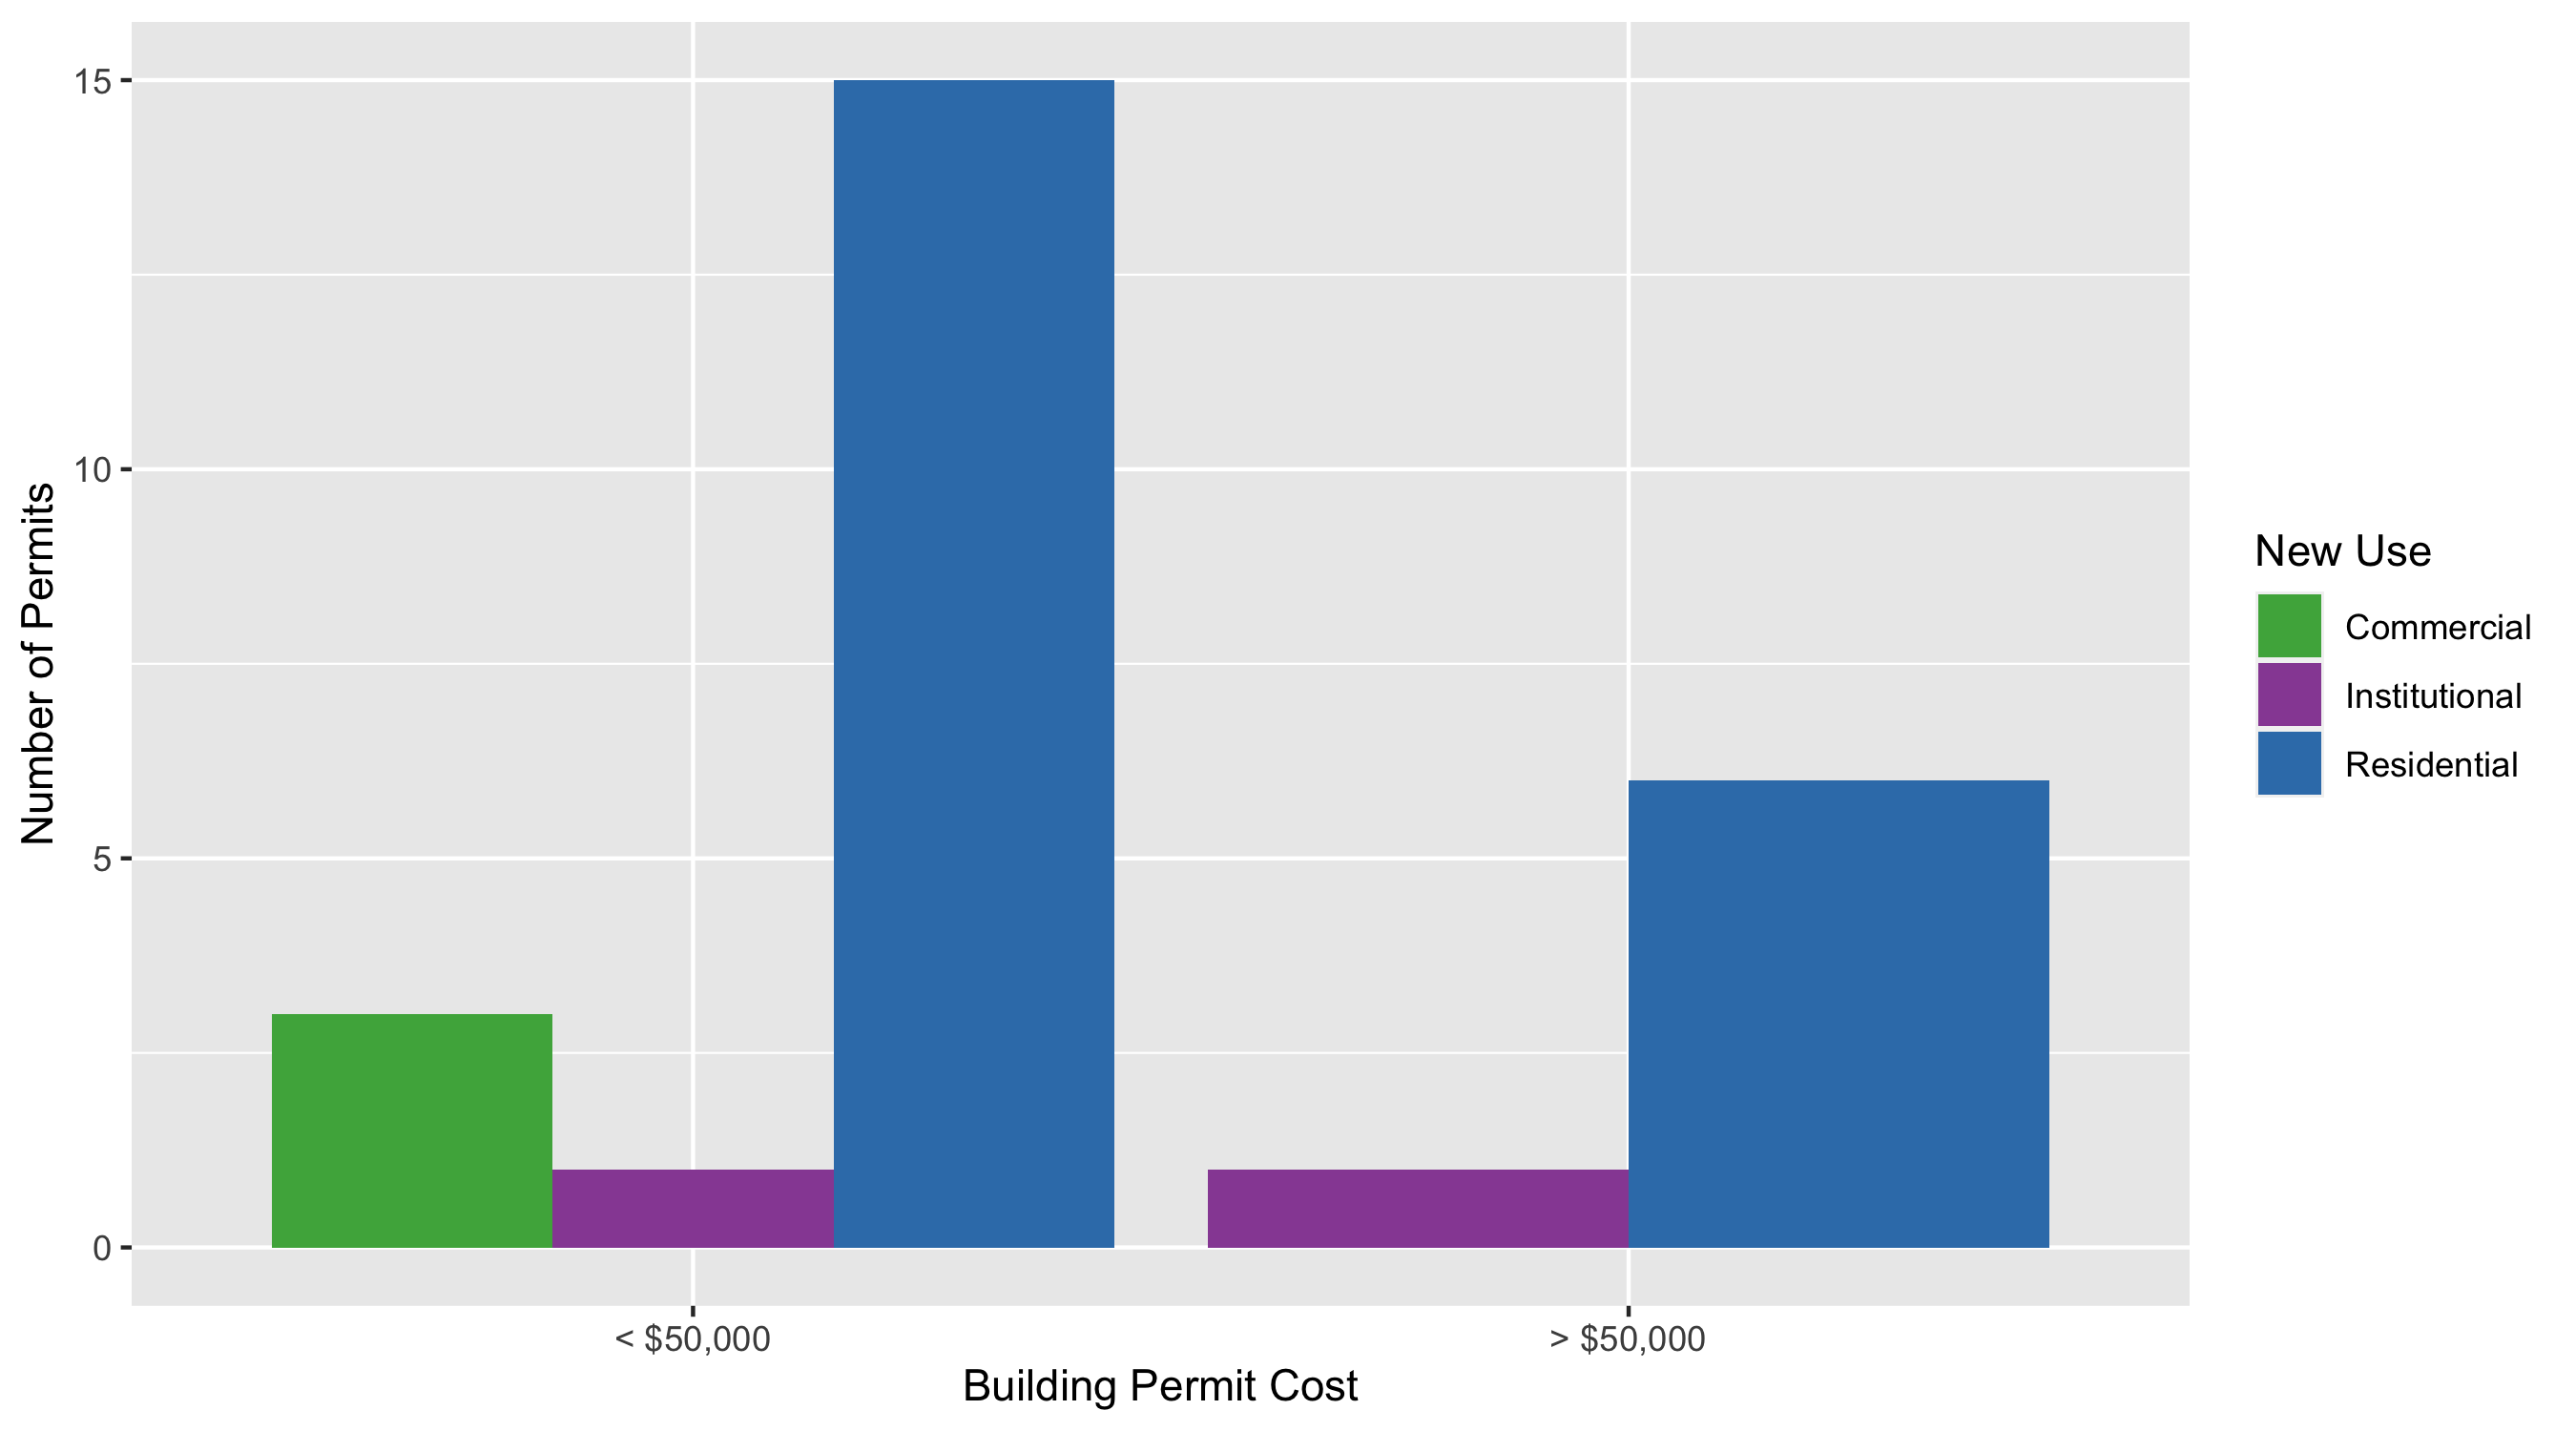 Number of Permits
15
10
5
0
< $50,000
> $50,000
Building Permit Cost
New Use
Commercial
Institutional
Residential